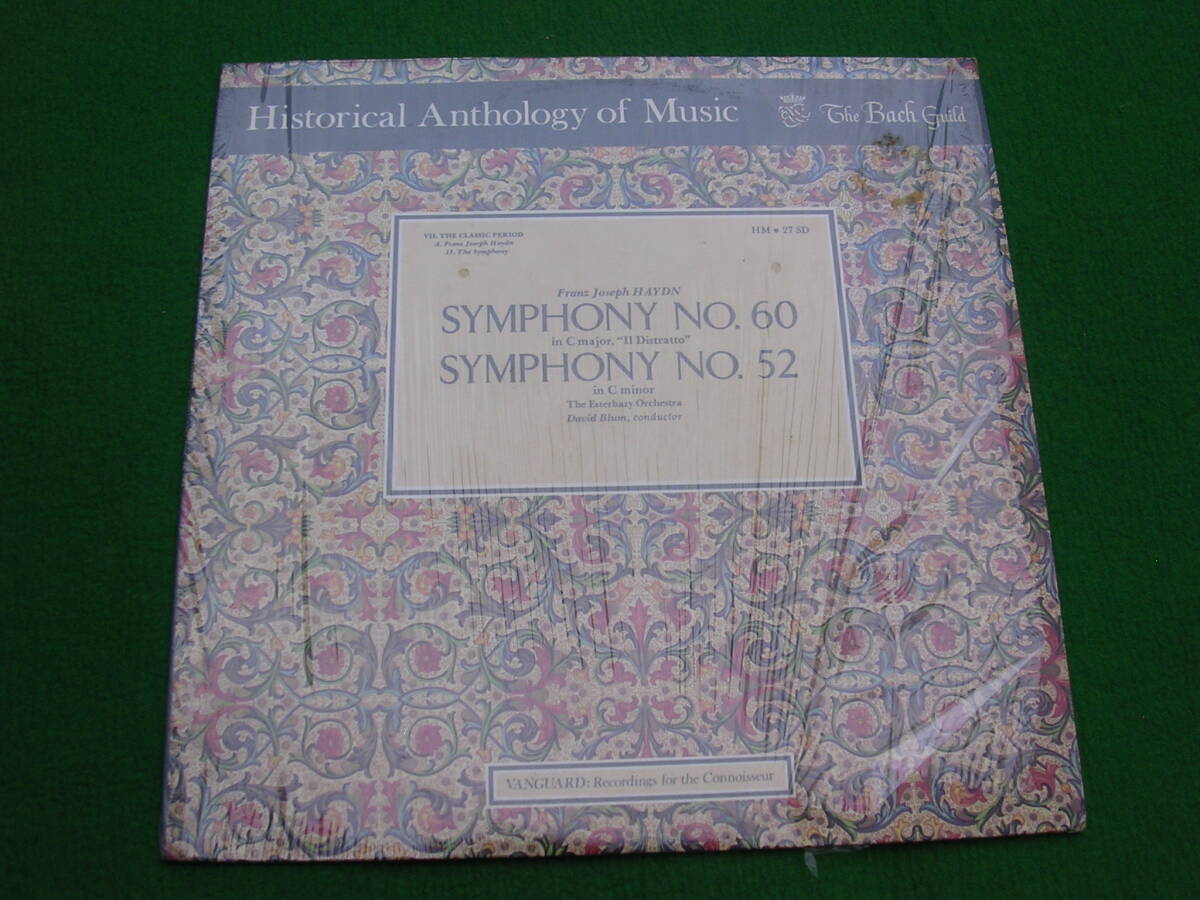 Historical Anthology of Music
The Bach Guild
VII. THE CLASSIC PERIOD
A. Franz Joseph Haydn
II. The Symphony
HM • 27 SD
Franz Joseph HAYDN
SYMPHONY NO. 60
in C major, "Il Distratto"
SYMPHONY NO. 52
in C minor
The Esterhazy Orchestra
David Blum, conductor
VANGUARD: Recordings for the Connoisseur